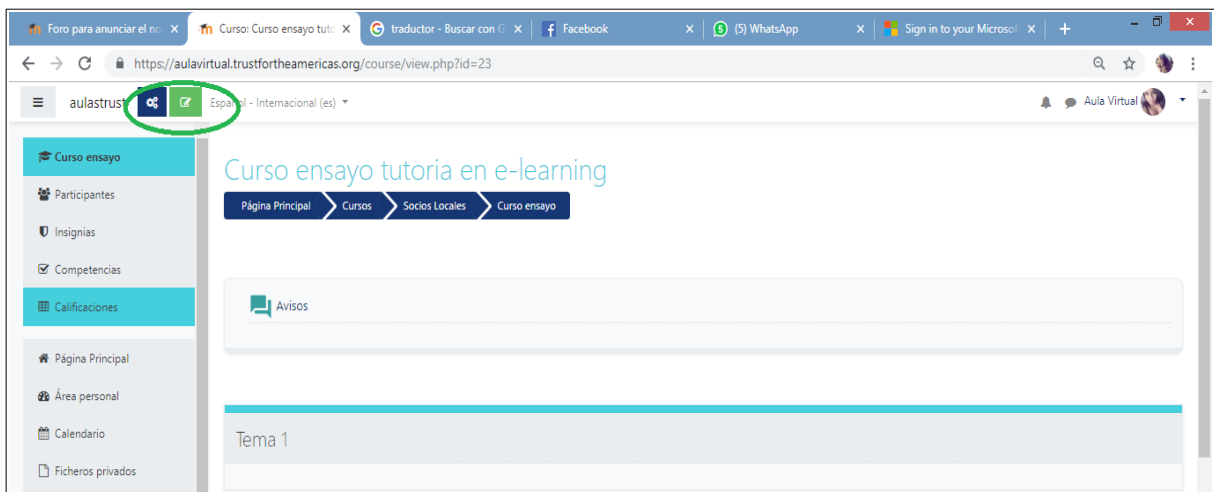 Foro para anunciar el no
Curso: Curso ensayo tuto
traductor - Buscar con G
Facebook
(5) WhatsApp
Sign in to your Microsof
https://aulavirtual.trustfortheamericas.org/course/view.php?id=23
aulastrust
Español - Internacional (es)
Aula Virtual
Curso ensayo
Participantes
Insignias
Competencias
Calificaciones
Página Principal
Área personal
Calendario
Ficheros privados
Curso ensayo tutoria en e-learning
Página Principal
Cursos
Socios Locales
Curso ensayo
Avisos
Tema 1